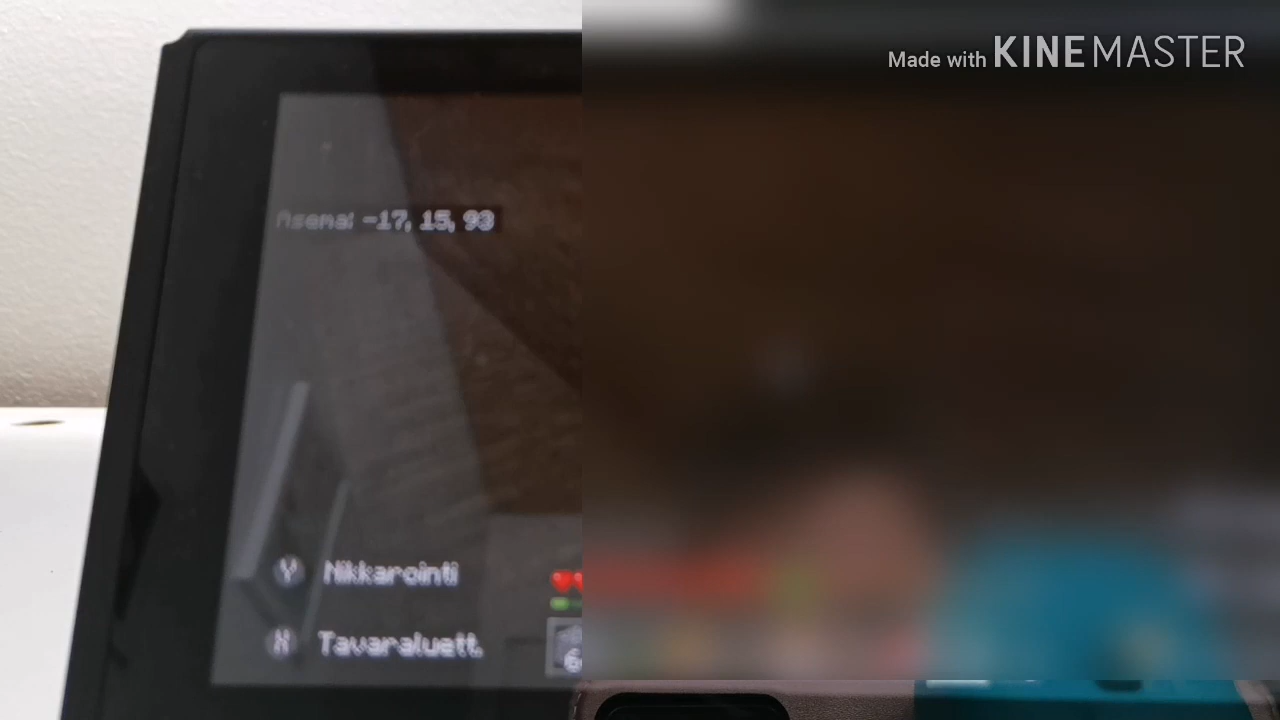 Made with KINEMASTER
Asema: -17, 15, 93
Y Nikkarointi
X Tavaraluett.